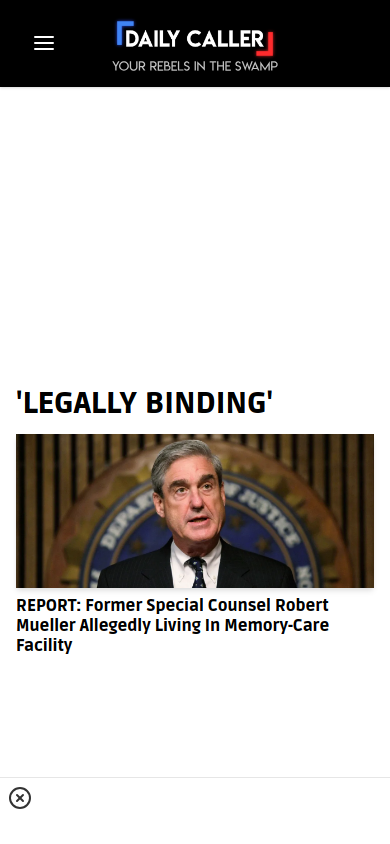 DAILY CALLER
YOUR REBELS IN THE SWAMP
'LEGALLY BINDING'
DEPARTMENT JUSTICE
REPORT: Former Special Counsel Robert
Mueller Allegedly Living In Memory-Care
Facility